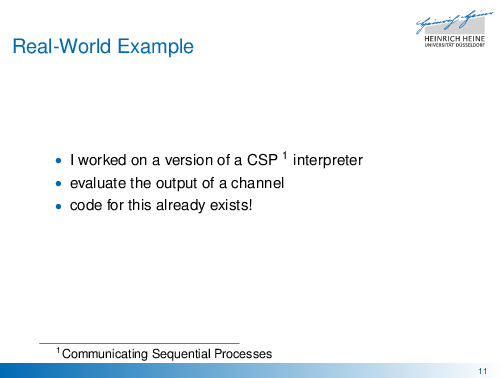 Real-World Example
HEINRICH HEINE
UNIVERSITÄT DÜSSELDORF
• I worked on a version of a CSP 1 interpreter
• evaluate the output of a channel
• code for this already exists!
1 Communicating Sequential Processes
11